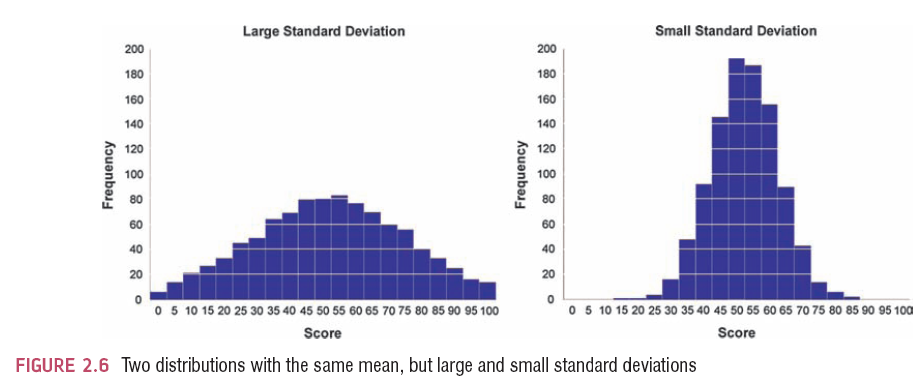 Large Standard Deviation
200
180
160
140
120
100
80
60
40
20
0
Frequency
0 5 10 15 20 25 30 35 40 45 50 55 60 65 70 75 80 85 90 95 100
Score
Small Standard Deviation
200
180
160
140
120
100
80
60
40
20
0
Frequency
0 5 10 15 20 25 30 35 40 45 50 55 60 65 70 75 80 85 90 95 100
Score
FIGURE 2.6 Two distributions with the same mean, but large and small standard deviations